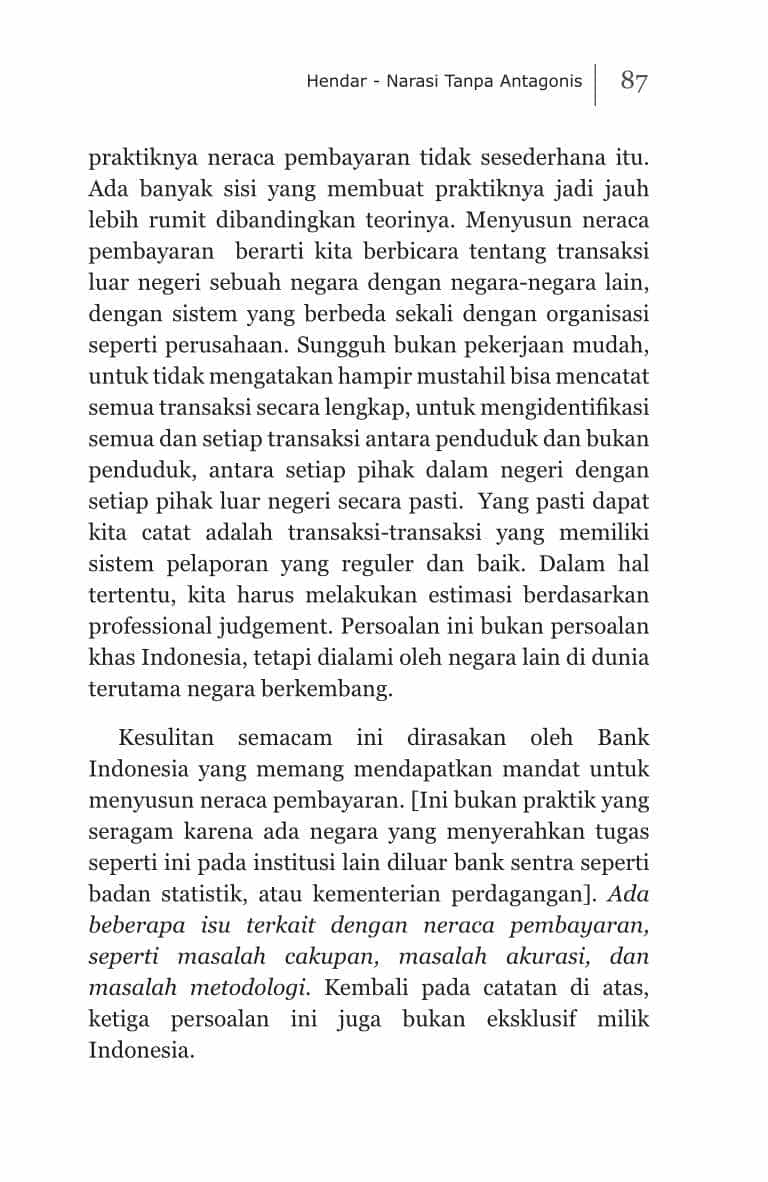 Hendar - Narasi Tanpa Antagonis 87
praktiknya neraca pembayaran tidak sesederhana itu.
Ada banyak sisi yang membuat praktiknya jadi jauh
lebih rumit dibandingkan teorinya. Menyusun neraca
pembayaran berarti kita berbicara tentang transaksi
luar negeri sebuah negara dengan negara-negara lain,
dengan sistem yang berbeda sekali dengan organisasi
seperti perusahaan. Sungguh bukan pekerjaan mudah,
untuk tidak mengatakan hampir mustahil bisa mencatat
semua transaksi secara lengkap, untuk mengidentifikasi
semua dan setiap transaksi antara penduduk dan bukan
penduduk, antara setiap pihak dalam negeri dengan
setiap pihak luar negeri secara pasti. Yang pasti dapat
kita catat adalah transaksi-transaksi yang memiliki
sistem pelaporan yang reguler dan baik. Dalam hal
tertentu, kita harus melakukan estimasi berdasarkan
professional judgement. Persoalan ini bukan persoalan
khas Indonesia, tetapi dialami oleh negara lain di dunia
terutama negara berkembang.
Kesulitan semacam ini dirasakan oleh Bank
Indonesia yang memang mendapatkan mandat untuk
menyusun neraca pembayaran. [Ini bukan praktik yang
seragam karena ada negara yang menyerahkan tugas
seperti ini pada institusi lain diluar bank sentra seperti
badan statistik, atau kementerian perdagangan]. Ada
beberapa isu terkait dengan neraca pembayaran,
seperti masalah cakupan, masalah akurasi, dan
masalah metodologi. Kembali pada catatan di atas,
ketiga persoalan ini juga bukan eksklusif milik
Indonesia.